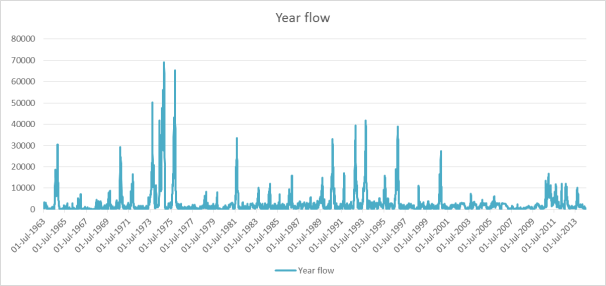 Year flow
80000
70000
60000
50000
40000
30000
20000
10000
0
01-Jul-1963
01-Jul-1965
01-Jul-1967
01-Jul-1969
01-Jul-1971
01-Jul-1973
01-Jul-1975
01-Jul-1977
01-Jul-1979
01-Jul-1981
01-Jul-1983
01-Jul-1985
01-Jul-1987
01-Jul-1989
01-Jul-1991
01-Jul-1993
01-Jul-1995
01-Jul-1997
01-Jul-1999
01-Jul-2001
01-Jul-2003
01-Jul-2005
01-Jul-2007
01-Jul-2009
01-Jul-2011
01-Jul-2013
Year flow